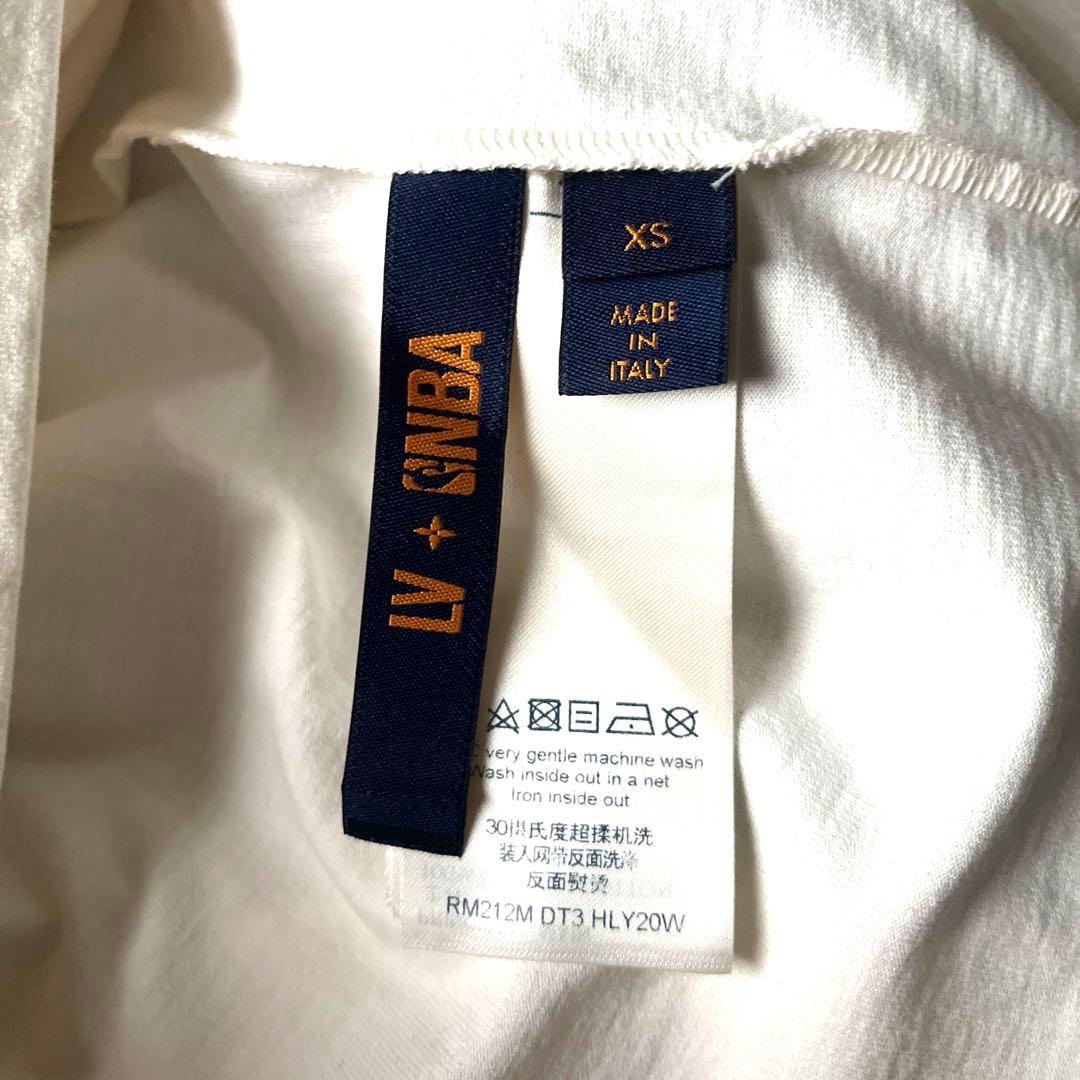 LV + NBA
XS
MADE
IN
ITALY
very gentle machine wash
Wash inside out in a net
Iron inside out
30摄氏度超揉机洗
装入网带反面洗涤
反面熨烫
RM212M DT3 HLY20W